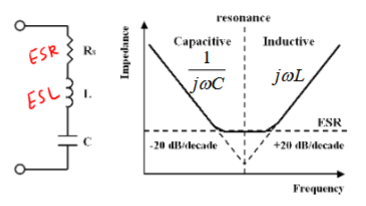 resonance
Capacitive
Inductive
ESR
Rs
1
jωC
jωL
ESL
L
Impedance
ESR
C
-20 dB/decade
+20 dB/decade
Frequency